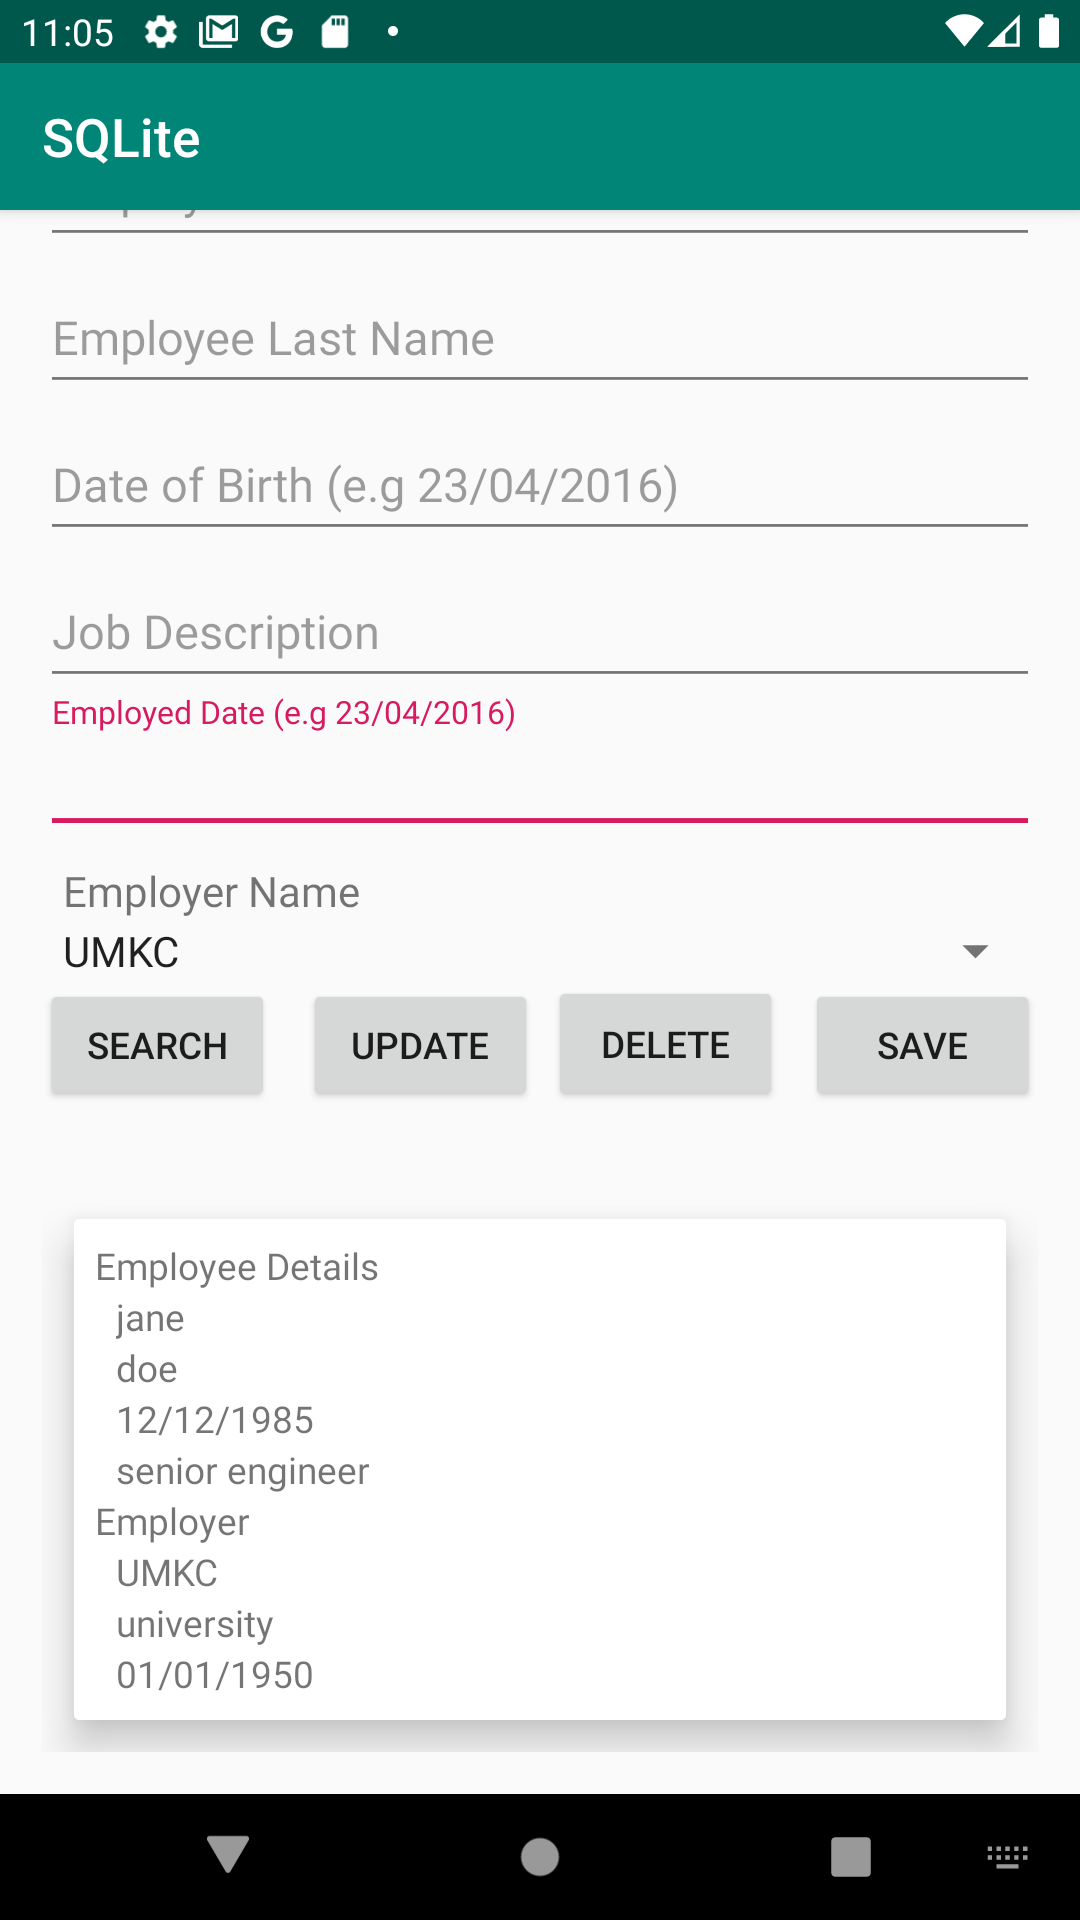 11:05
SQLite
Employee Last Name
Date of Birth (e.g 23/04/2016)
Job Description
Employed Date (e.g 23/04/2016)
Employer Name
UMKC
SEARCH UPDATE DELETE SAVE
Employee Details
jane
doe
12/12/1985
senior engineer
Employer
UMKC
university
01/01/1950